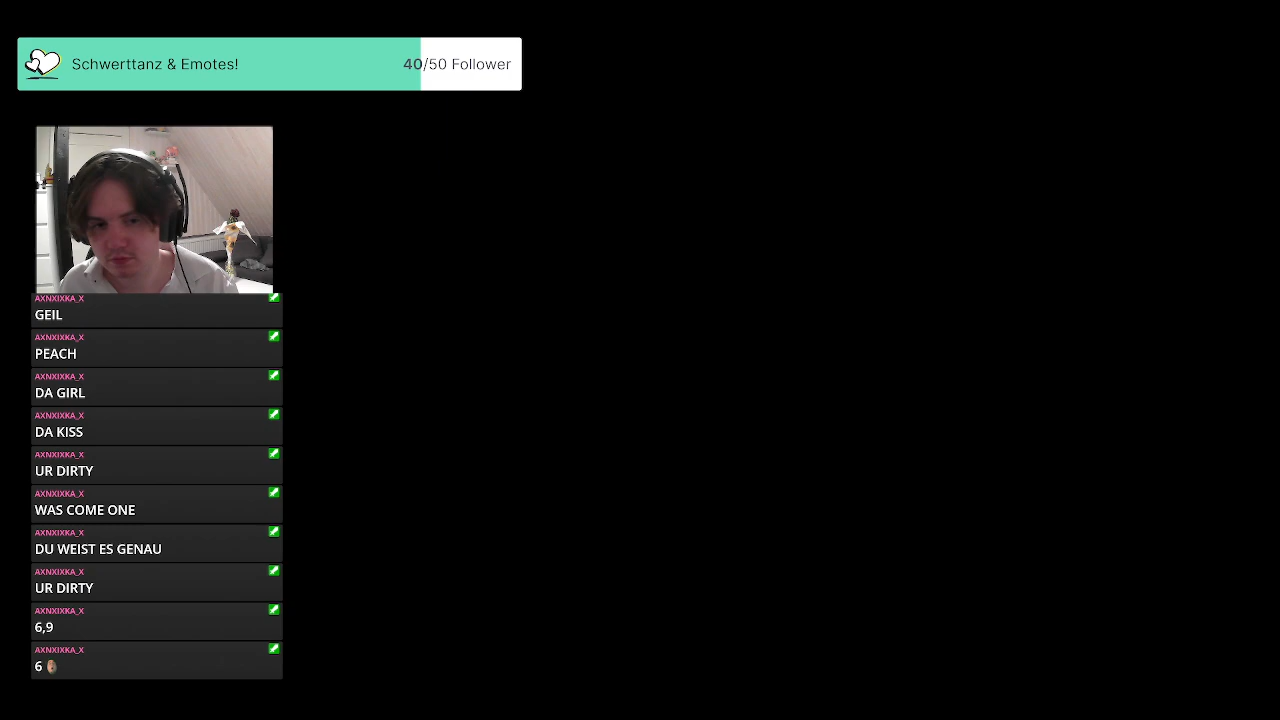 Schwerttanz & Emotes!
40/50 Follower
AXNXIXKA_X
GEIL
AXNXIXKA_X
PEACH
AXNXIXKA_X
DA GIRL
AXNXIXKA_X
DA KISS
AXNXIXKA_X
UR DIRTY
AXNXIXKA_X
WAS COME ONE
AXNXIXKA_X
DU WEIST ES GENAU
AXNXIXKA_X
UR DIRTY
AXNXIXKA_X
6,9
AXNXIXKA_X
6